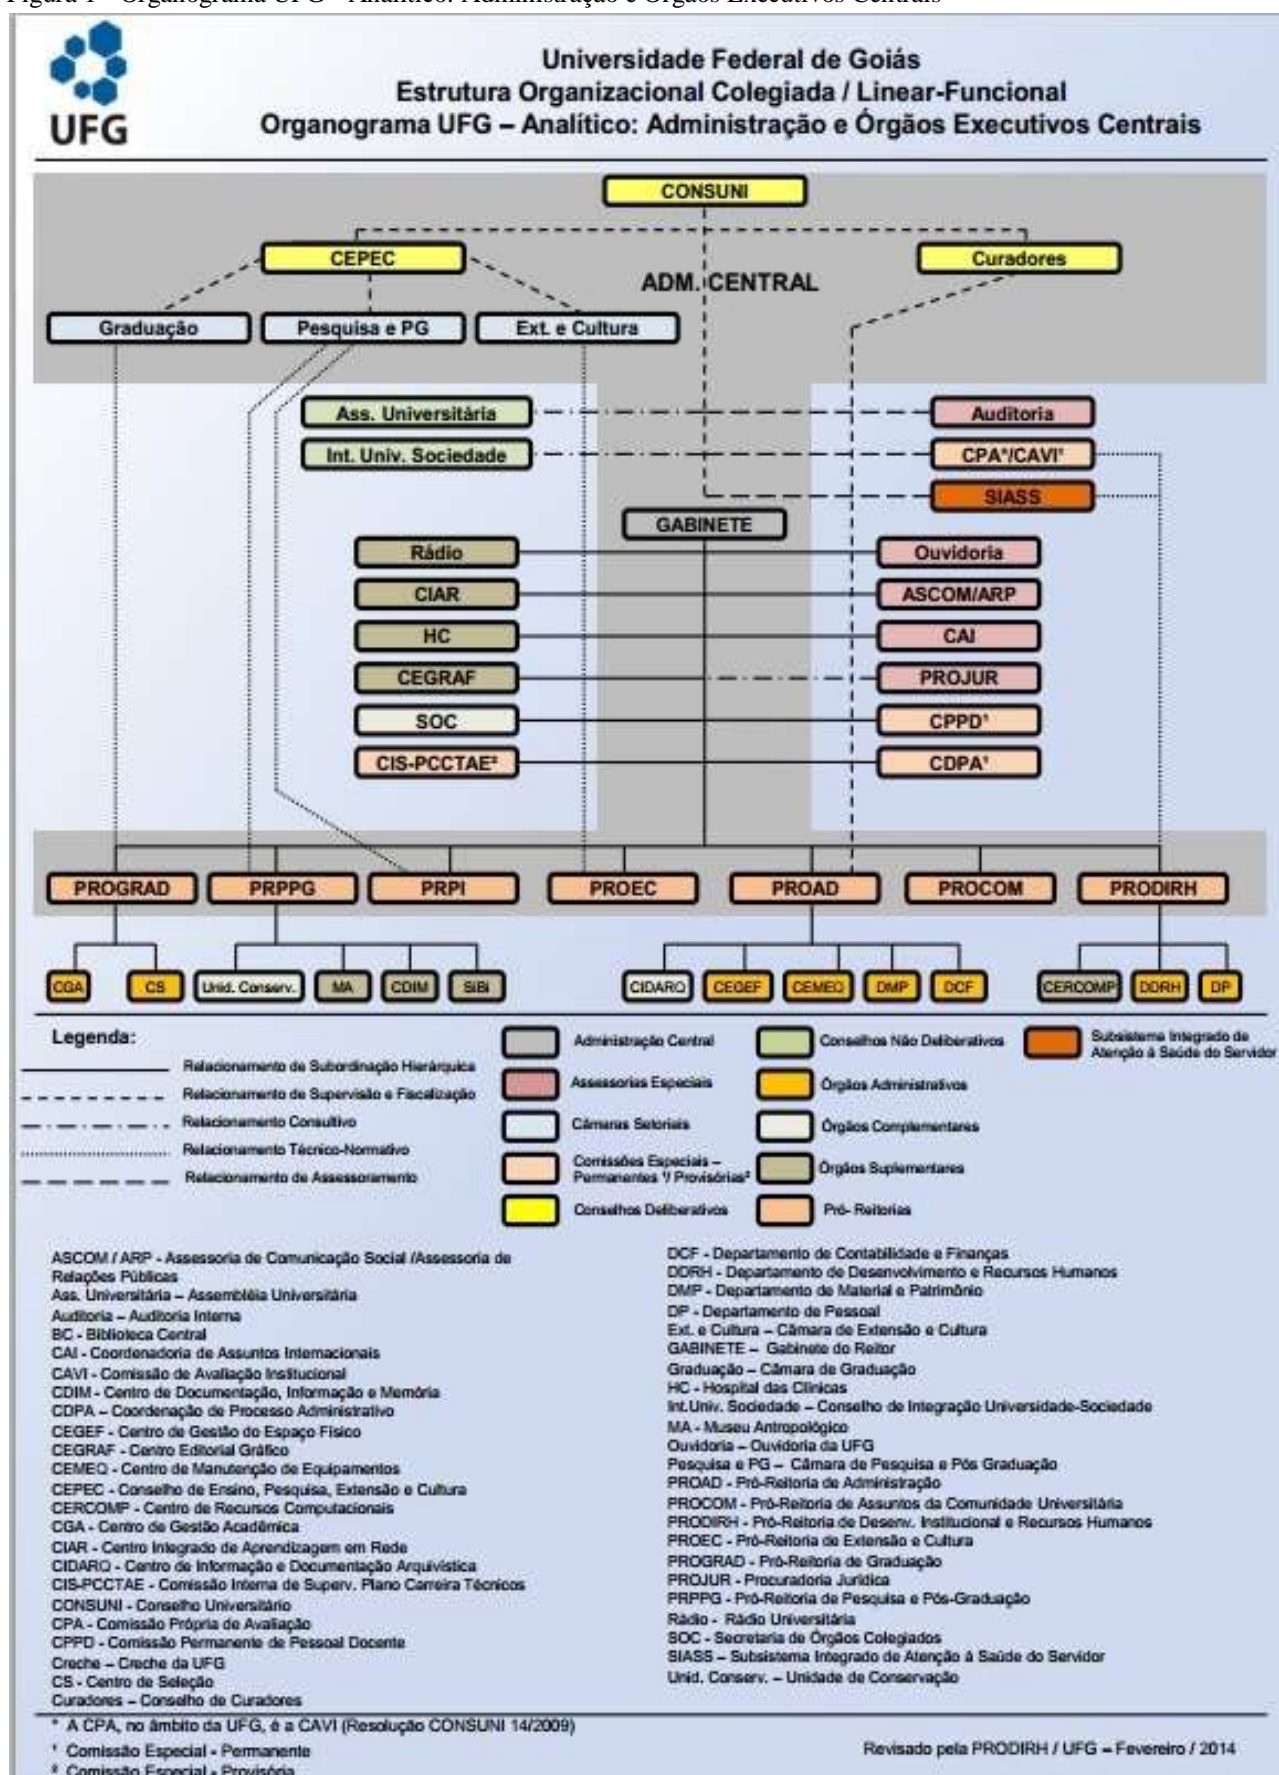 Figura 1 - Organograma UFG - Analítico: Administração e Órgãos Executivos Centrais
UFG
Universidade Federal de Goiás
Estrutura Organizacional Colegiada / Linear-Funcional
Organograma UFG – Analítico: Administração e Órgãos Executivos Centrais
CONSUNI
CEPEC
Curadores
ADM. CENTRAL
Graduação
Pesquisa e PG
Ext. e Cultura
Ass. Universitária
Auditoria
Int. Univ. Sociedade
CPA*/CAVI¹
SIASS
GABINETE
Rádio
Ouvidoria
CIAR
ASCOM/ARP
HC
CAI
CEGRAF
PROJUR
SOC
CPPD¹
CIS-PCCTAE²
CDPA¹
PROGRAD
PRPPG
PRPI
PROEC
PROAD
PROCOM
PRODIRH
CGA
CS
Unid. Conserv.
MA
CDIM
SiBi
CIDARQ
CEGEF
CEMEQ
DMP
DCF
CERCOMP
DDRH
DP
Legenda:
Relacionamento de Subordinação Hierárquica
Relacionamento de Supervisão e Fiscalização
Relacionamento Consultivo
Relacionamento Técnico-Normativo
Relacionamento de Assessoramento
Administração Central
Assessorias Especiais
Câmaras Setoriais
Comissões Especiais –
Permanentes ¹/ Provisórias²
Conselhos Deliberativos
Conselhos Não Deliberativos
Órgãos Administrativos
Órgãos Complementares
Órgãos Suplementares
Pró- Reitorias
Subsistema Integrado de
Atenção à Saúde do Servidor
ASCOM / ARP - Assessoria de Comunicação Social /Assessoria de
Relações Públicas
Ass. Universitária – Assembléia Universitária
Auditoria – Auditoria Interna
BC - Biblioteca Central
CAI - Coordenadoria de Assuntos Internacionais
CAVI - Comissão de Avaliação Institucional
CDIM - Centro de Documentação, Informação e Memória
CDPA – Coordenação de Processo Administrativo
CEGEF - Centro de Gestão do Espaço Físico
CEGRAF - Centro Editorial Gráfico
CEMEQ - Centro de Manutenção de Equipamentos
CEPEC - Conselho de Ensino, Pesquisa, Extensão e Cultura
CERCOMP - Centro de Recursos Computacionais
CGA - Centro de Gestão Acadêmica
CIAR - Centro Integrado de Aprendizagem em Rede
CIDARQ - Centro de Informação e Documentação Arquivística
CIS-PCCTAE - Comissão Interna de Superv. Plano Carreira Técnicos
CONSUNI - Conselho Universitário
CPA - Comissão Própria de Avaliação
CPPD - Comissão Permanente de Pessoal Docente
Creche – Creche da UFG
CS - Centro de Seleção
Curadores – Conselho de Curadores
DCF - Departamento de Contabilidade e Finanças
DDRH - Departamento de Desenvolvimento e Recursos Humanos
DMP - Departamento de Material e Patrimônio
DP - Departamento de Pessoal
Ext. e Cultura – Câmara de Extensão e Cultura
GABINETE – Gabinete do Reitor
Graduação – Câmara de Graduação
HC - Hospital das Clínicas
Int.Univ. Sociedade – Conselho de Integração Universidade-Sociedade
MA - Museu Antropológico
Ouvidoria – Ouvidoria da UFG
Pesquisa e PG – Câmara de Pesquisa e Pós Graduação
PROAD - Pró-Reitoria de Administração
PROCOM - Pró-Reitoria de Assuntos da Comunidade Universitária
PRODIRH - Pró-Reitoria de Desenv. Institucional e Recursos Humanos
PROEC - Pró-Reitoria de Extensão e Cultura
PROGRAD - Pró-Reitoria de Graduação
PROJUR - Procuradoria Jurídica
PRPPG - Pró-Reitoria de Pesquisa e Pós-Graduação
Rádio - Rádio Universitária
SOC - Secretaria de Órgãos Colegiados
SIASS – Subsistema Integrado de Atenção à Saúde do Servidor
Unid. Conserv. – Unidade de Conservação
* A CPA, no âmbito da UFG, é a CAVI (Resolução CONSUNI 14/2009)
¹ Comissão Especial - Permanente
² Comissão Especial - Provisória
Revisado pela PRODIRH / UFG – Fevereiro / 2014